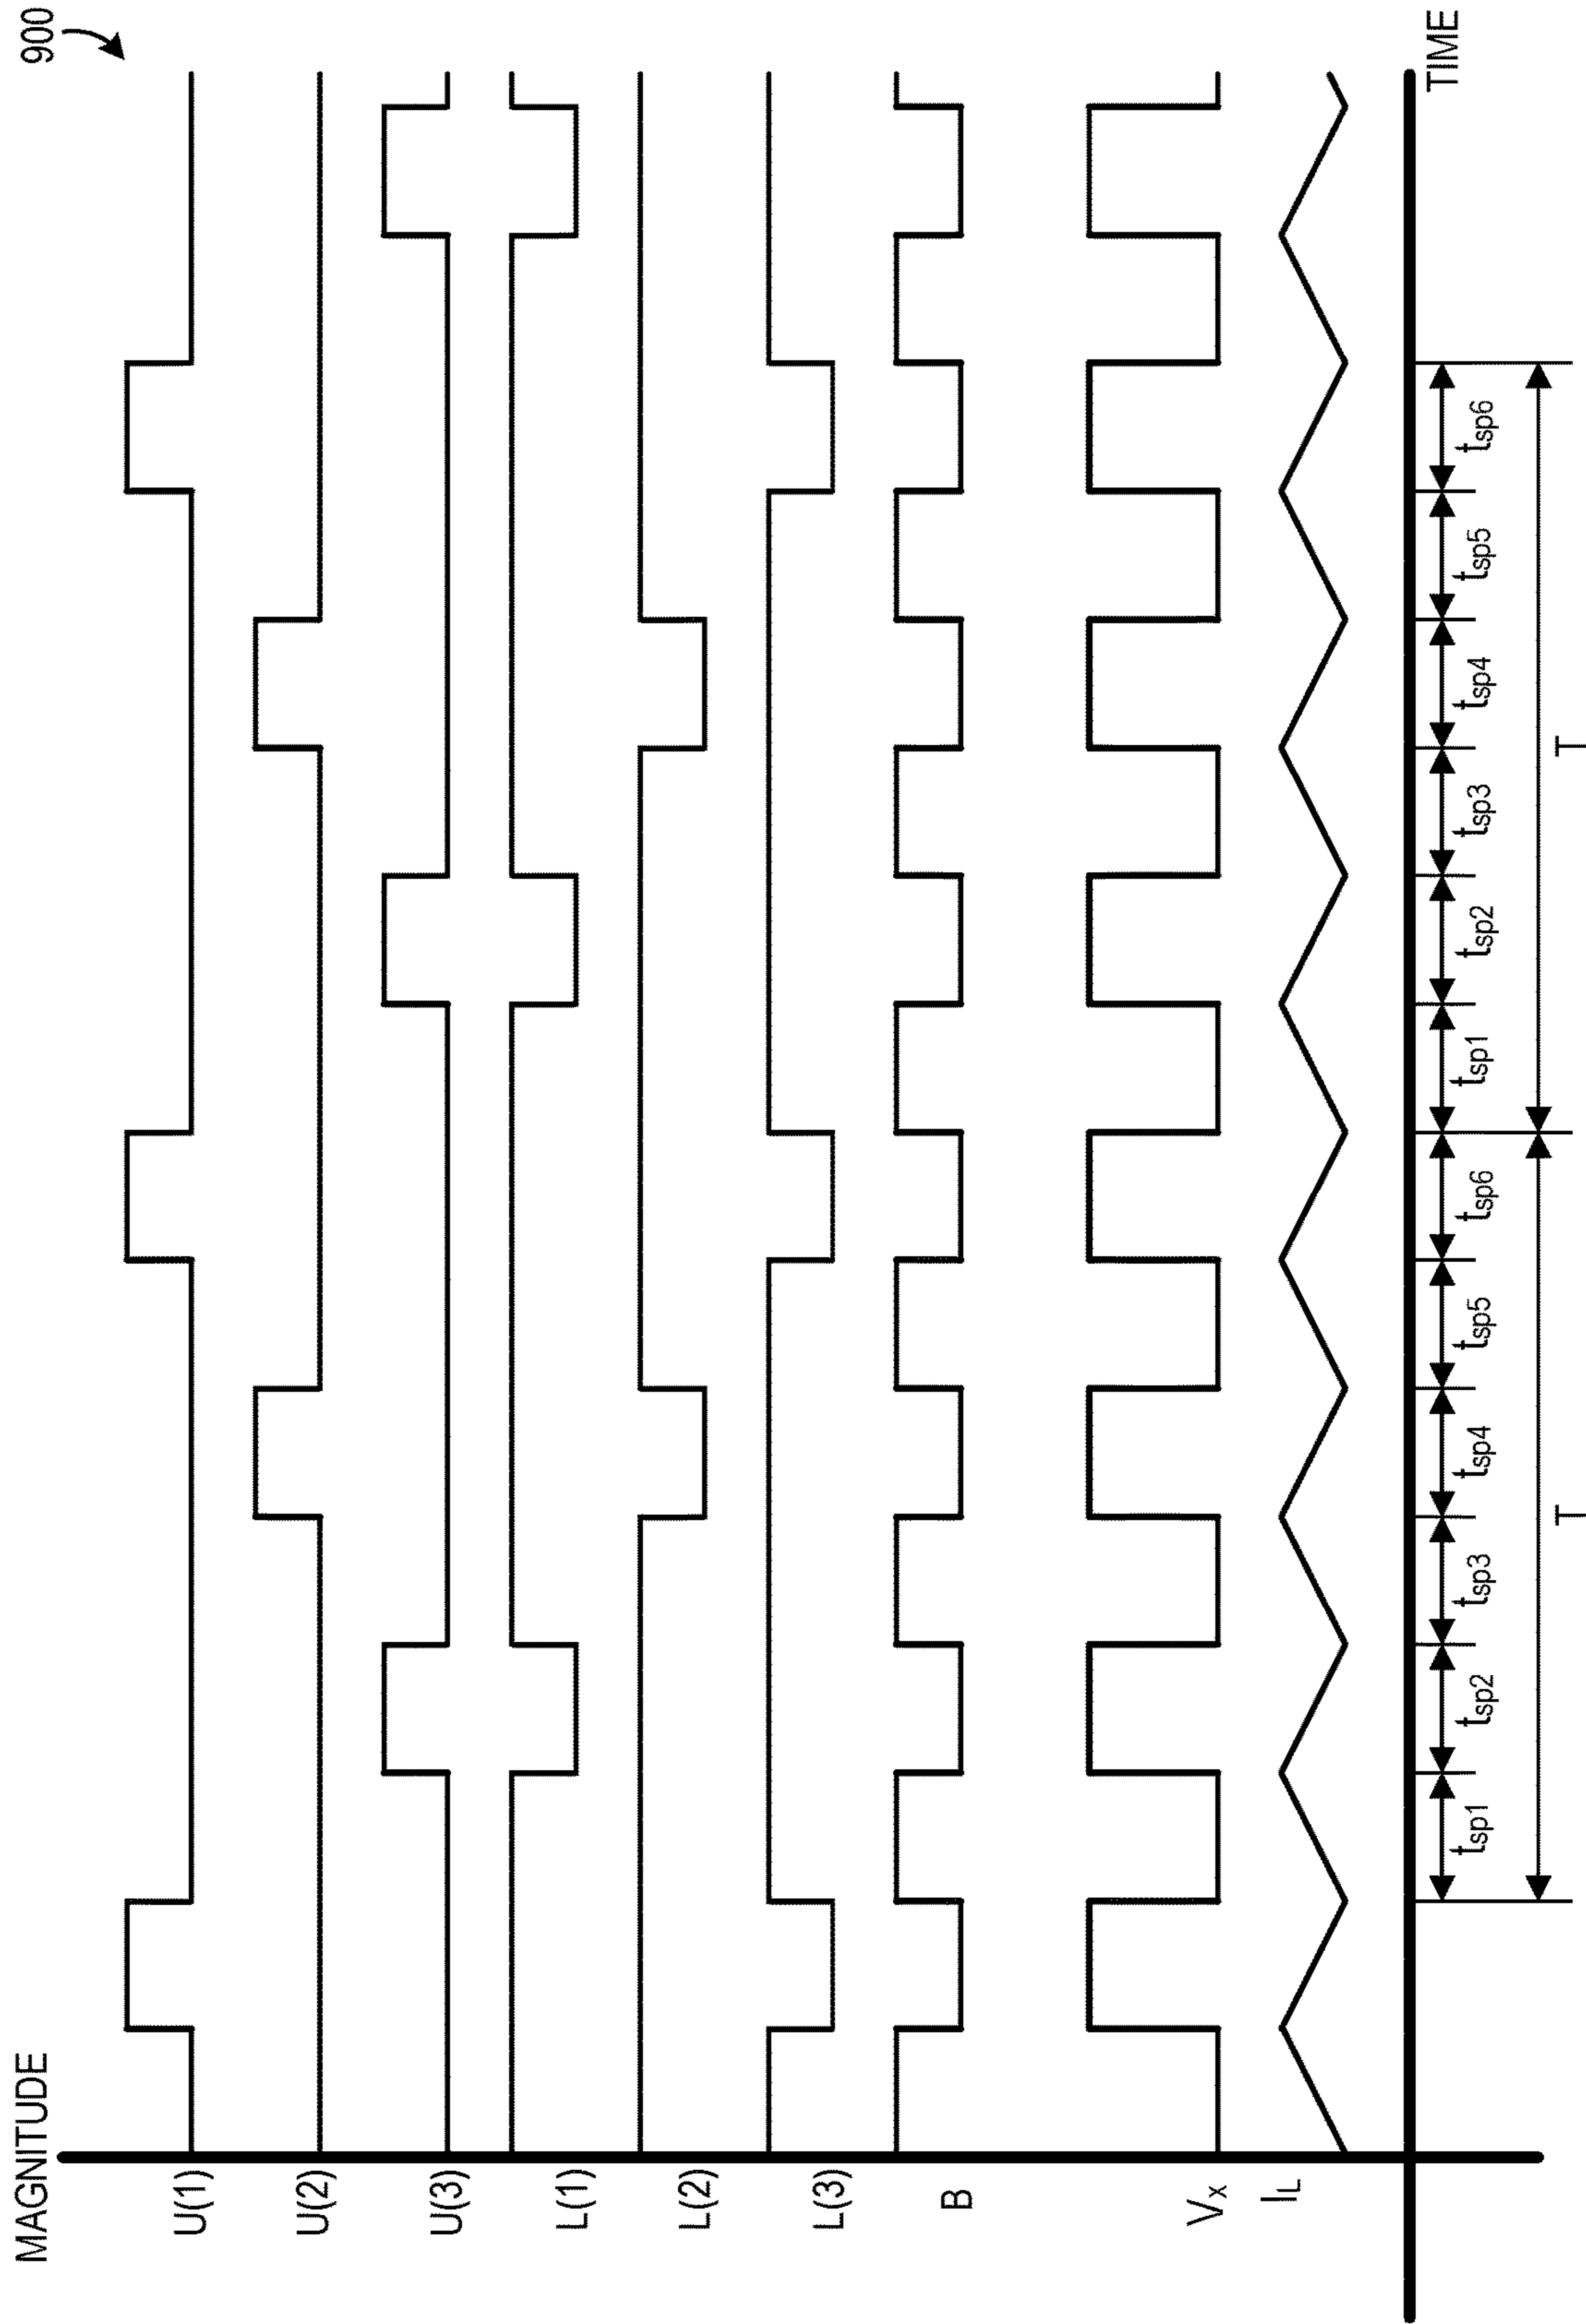 900
MAGNITUDE
U(1)
U(2)
U(3)
L(1)
L(2)
L(3)
B
Vx
IL
TIME
tsp1 tsp2 tsp3 tsp4 tsp5 tsp6 tsp1 tsp2 tsp3 tsp4 tsp5 tsp6
T T